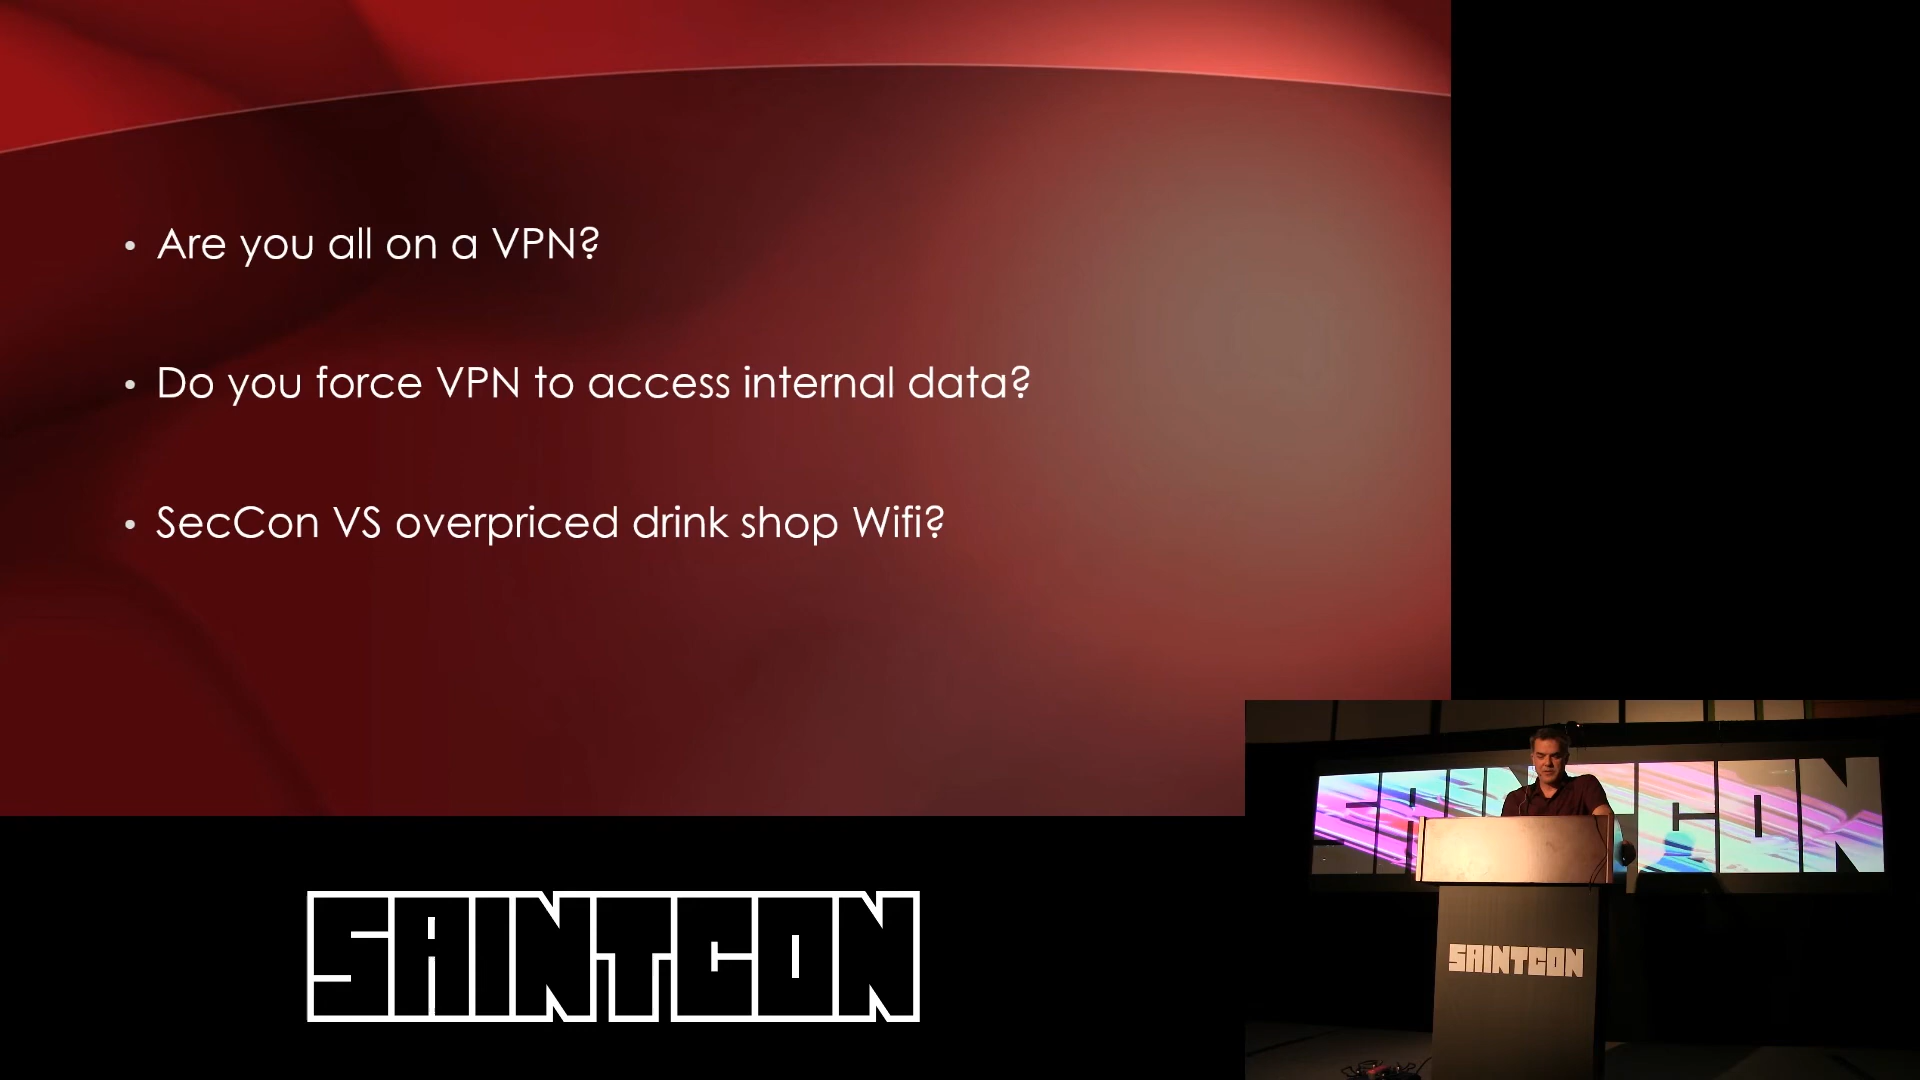 • Are you all on a VPN?
• Do you force VPN to access internal data?
• SecCon VS overpriced drink shop Wifi?
SAINTCON
SAINTCON
SAINTCON